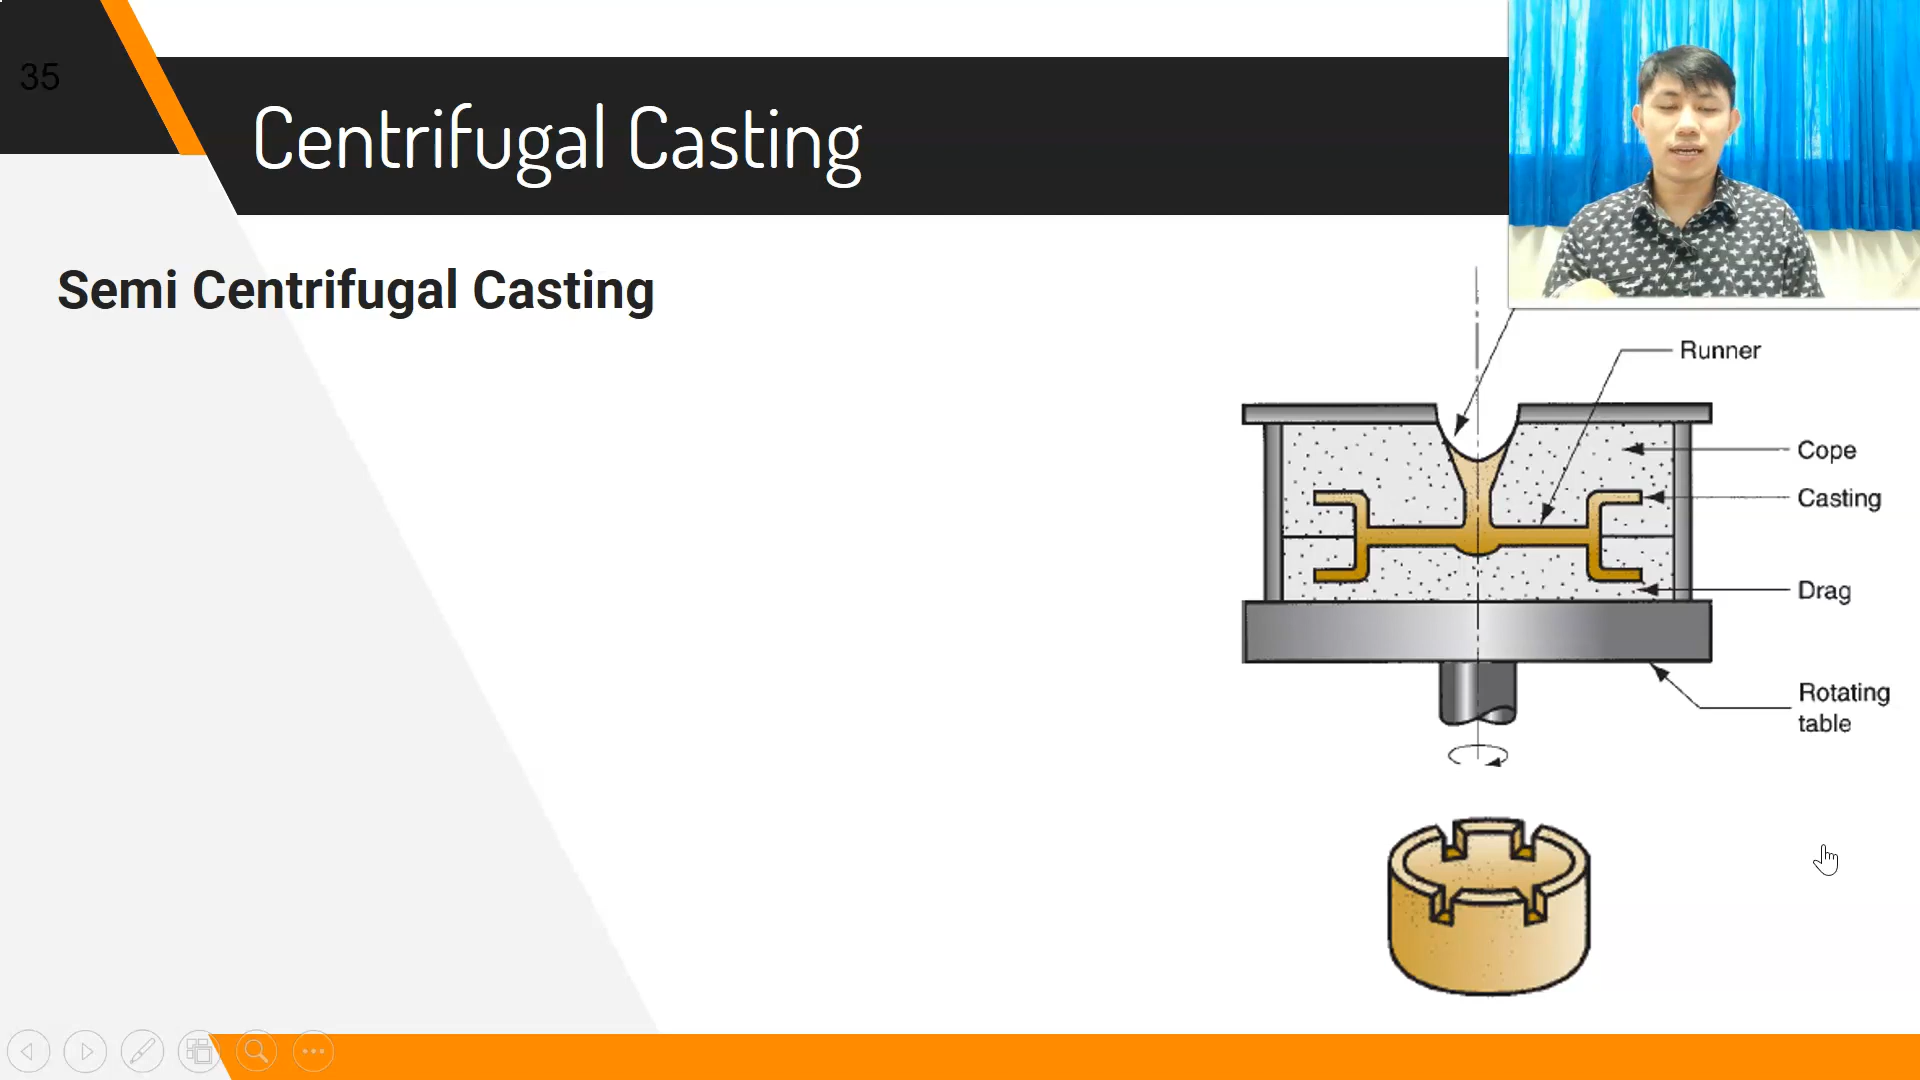 35
Centrifugal Casting
Semi Centrifugal Casting
Runner
Cope
Casting
Drag
Rotating
table